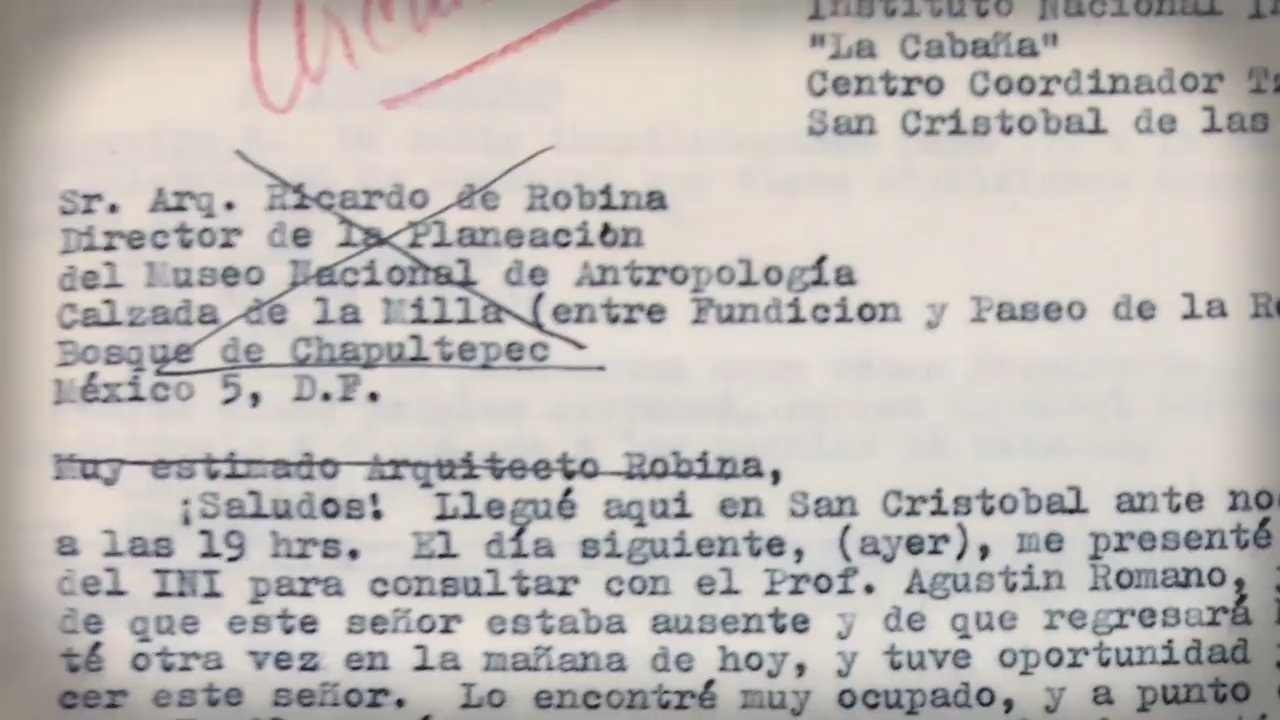 Instituto Nacional
"La Cabaña"
Centro Coordinador
San Cristobal de las
Sr. Arq. Ricardo de Robina
Director de la Planeación
del Museo Nacional de Antropología
Calzada de la Milla (entre Fundicion y Paseo de la
Bosque de Chapultepec
México 5, D.F.
Muy estimado Arquitecto Robina,
¡Saludos! Llegué aqui en San Cristobal ante
a las 19 hrs. El día siguiente, (ayer), me presenté
del INI para consultar con el Prof. Agustin Romano,
de que este señor estaba ausente y de que regresará
té otra vez en la mañana de hoy, y tuve oportunidad
cer este señor. Lo encontré muy ocupado, y a punto